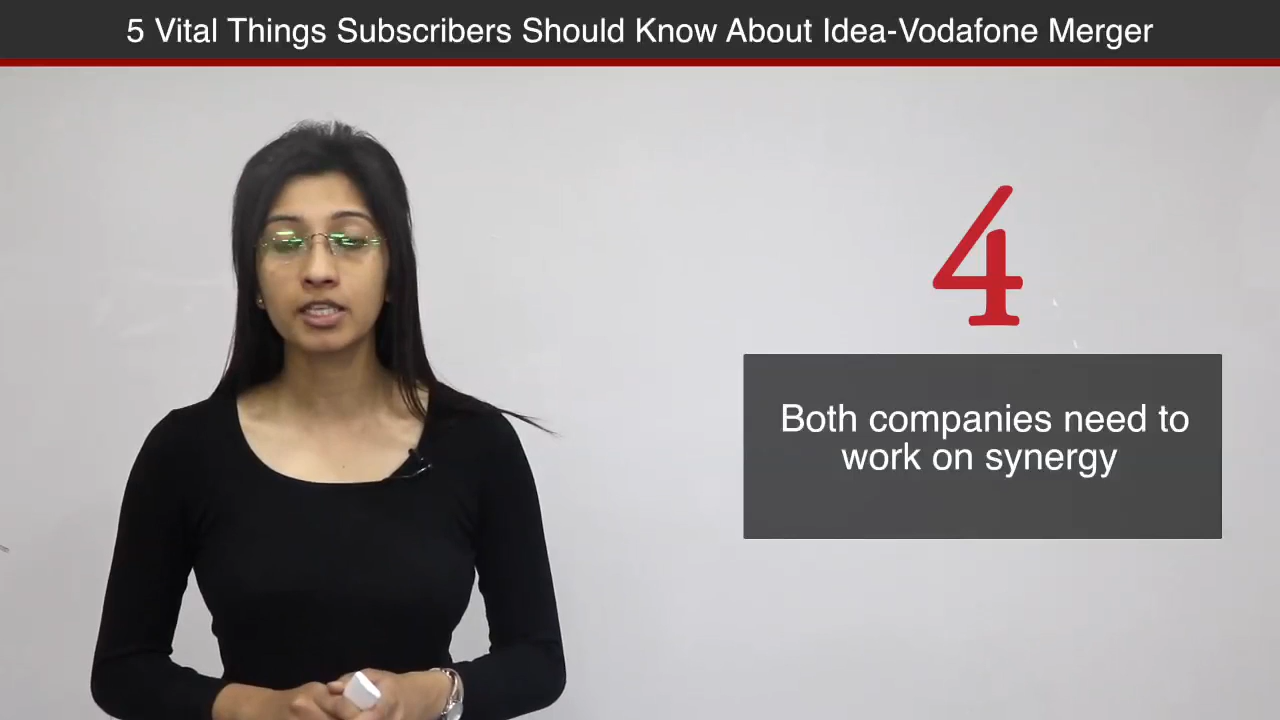 5 Vital Things Subscribers Should Know About Idea-Vodafone Merger
4
Both companies need to
work on synergy